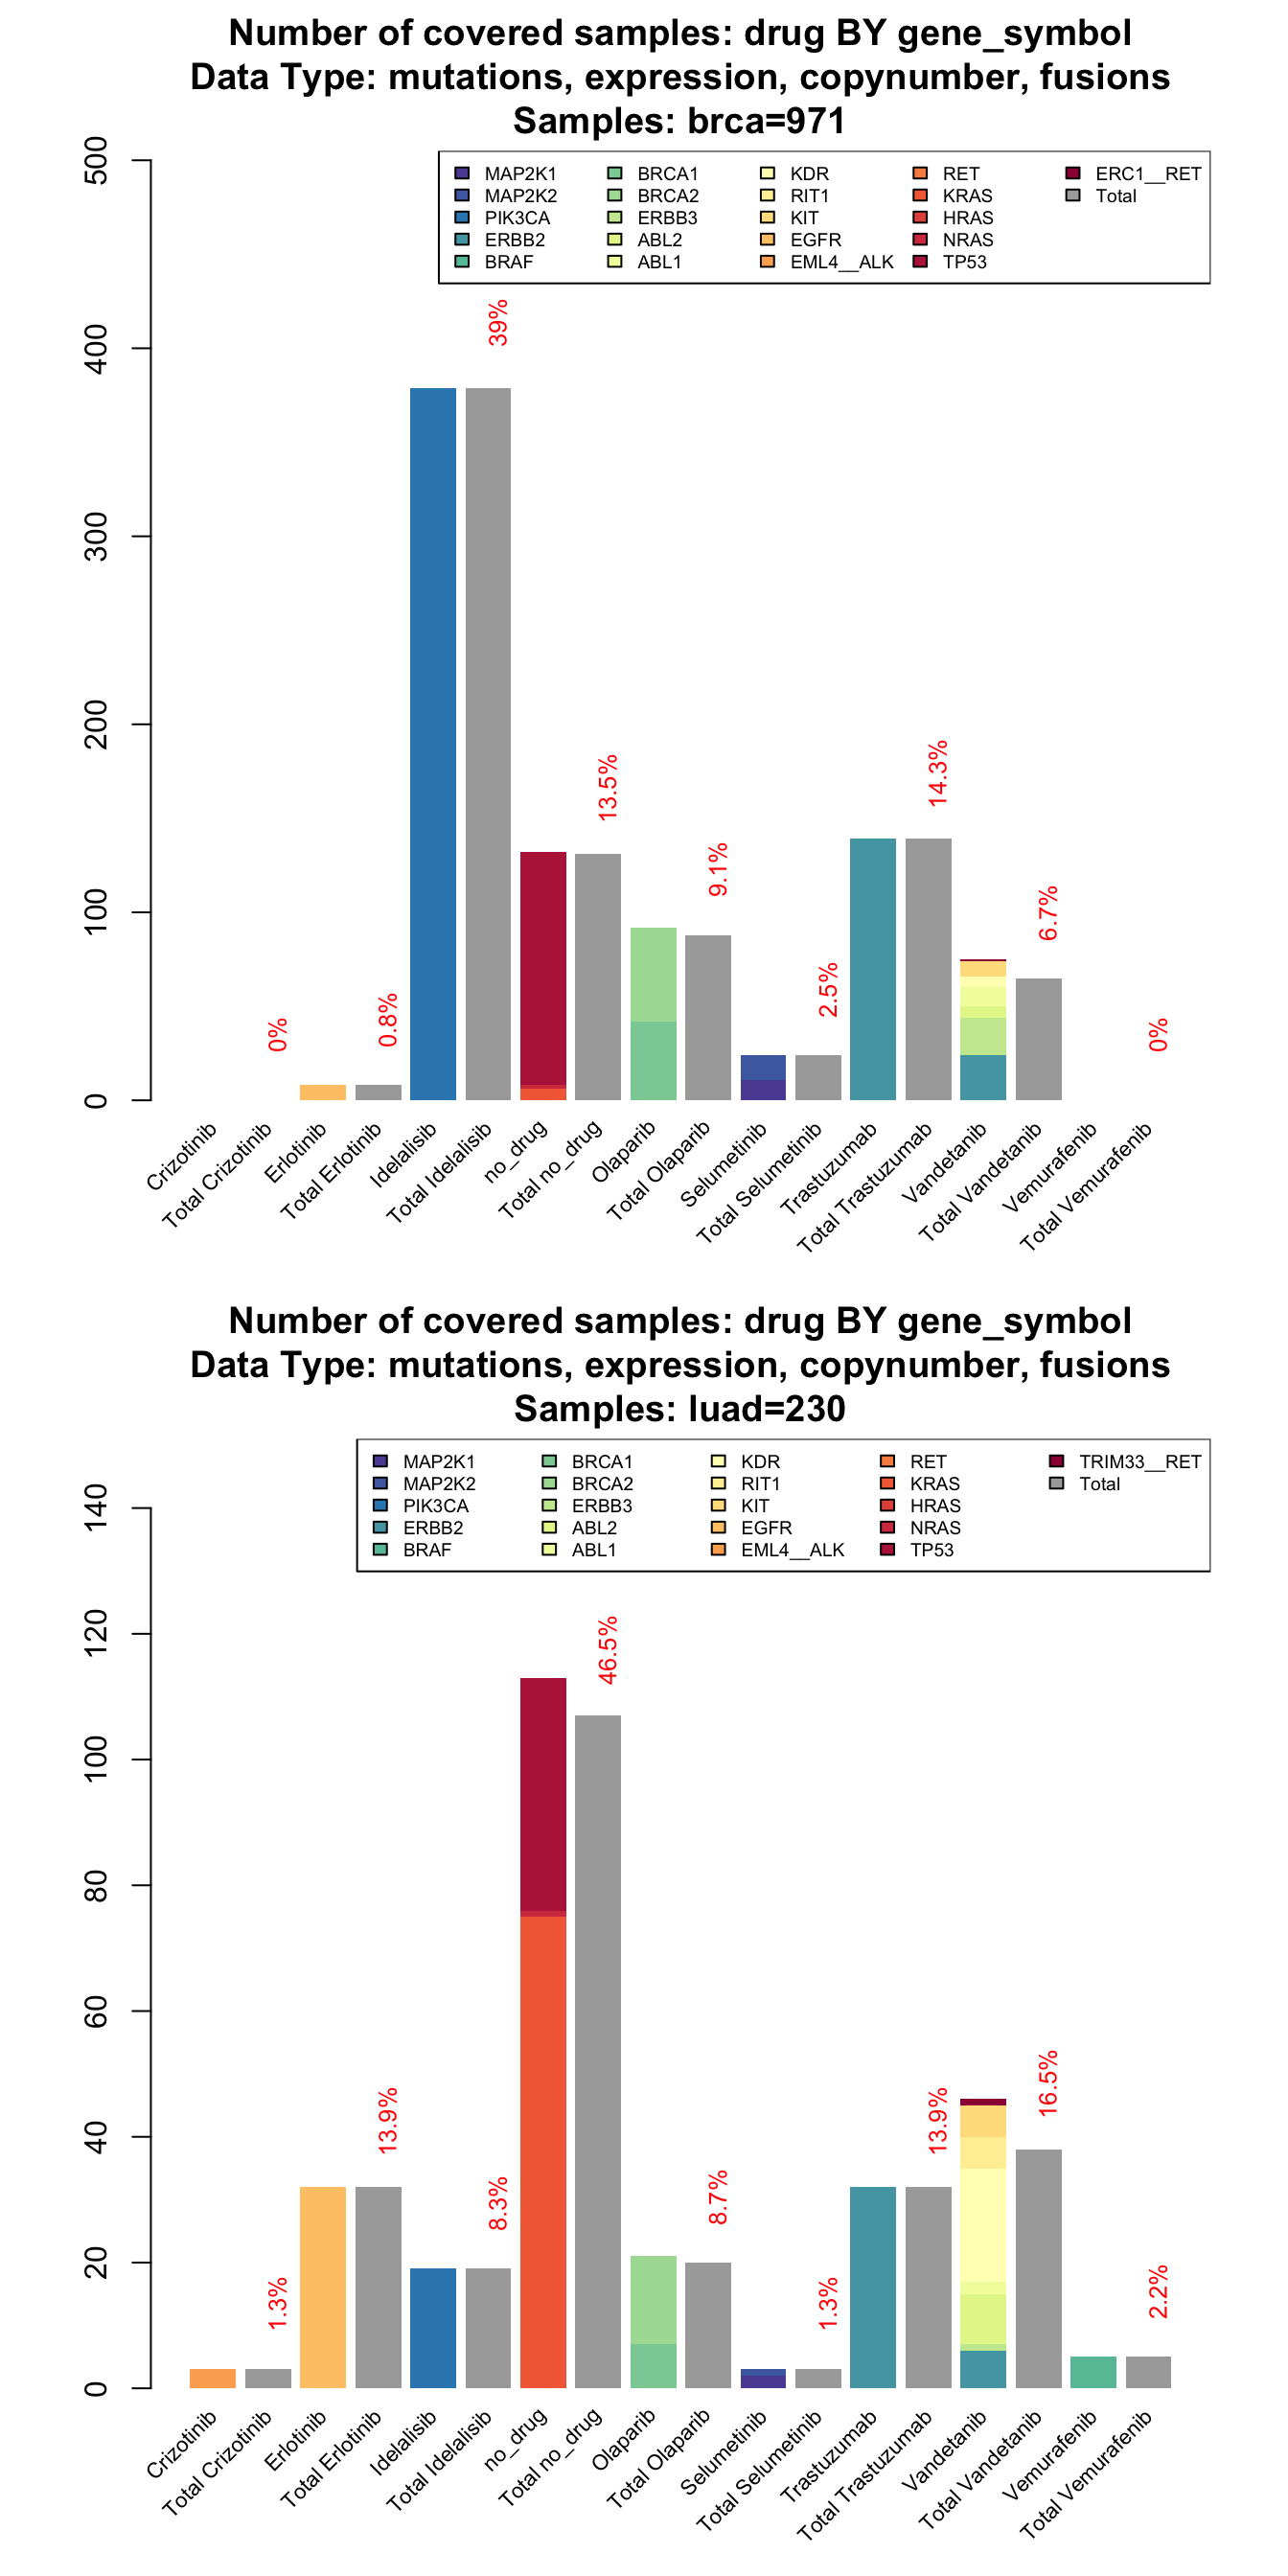 Number of covered samples: drug BY gene_symbol
Data Type: mutations, expression, copynumber, fusions
Samples: brca=971
MAP2K1 BRCA1 KDR RET ERC1__RET
MAP2K2 BRCA2 RIT1 KRAS Total
PIK3CA ERBB3 KIT HRAS
ERBB2 ABL2 EGFR NRAS
BRAF ABL1 EML4__ALK TP53
500
400
300
200
100
0
0%
0.8%
39%
13.5%
9.1%
2.5%
14.3%
6.7%
0%
Crizotinib
Total Crizotinib
Erlotinib
Total Erlotinib
Idelalisib
Total Idelalisib
no_drug
Total no_drug
Olaparib
Total Olaparib
Selumetinib
Total Selumetinib
Trastuzumab
Total Trastuzumab
Vandetanib
Total Vandetanib
Vemurafenib
Total Vemurafenib
Number of covered samples: drug BY gene_symbol
Data Type: mutations, expression, copynumber, fusions
Samples: luad=230
MAP2K1 BRCA1 KDR RET TRIM33__RET
MAP2K2 BRCA2 RIT1 KRAS Total
PIK3CA ERBB3 KIT HRAS
ERBB2 ABL2 EGFR NRAS
BRAF ABL1 EML4__ALK TP53
140
120
100
80
60
40
20
0
1.3%
13.9%
8.3%
46.5%
8.7%
1.3%
13.9%
16.5%
2.2%
Crizotinib
Total Crizotinib
Erlotinib
Total Erlotinib
Idelalisib
Total Idelalisib
no_drug
Total no_drug
Olaparib
Total Olaparib
Selumetinib
Total Selumetinib
Trastuzumab
Total Trastuzumab
Vandetanib
Total Vandetanib
Vemurafenib
Total Vemurafenib